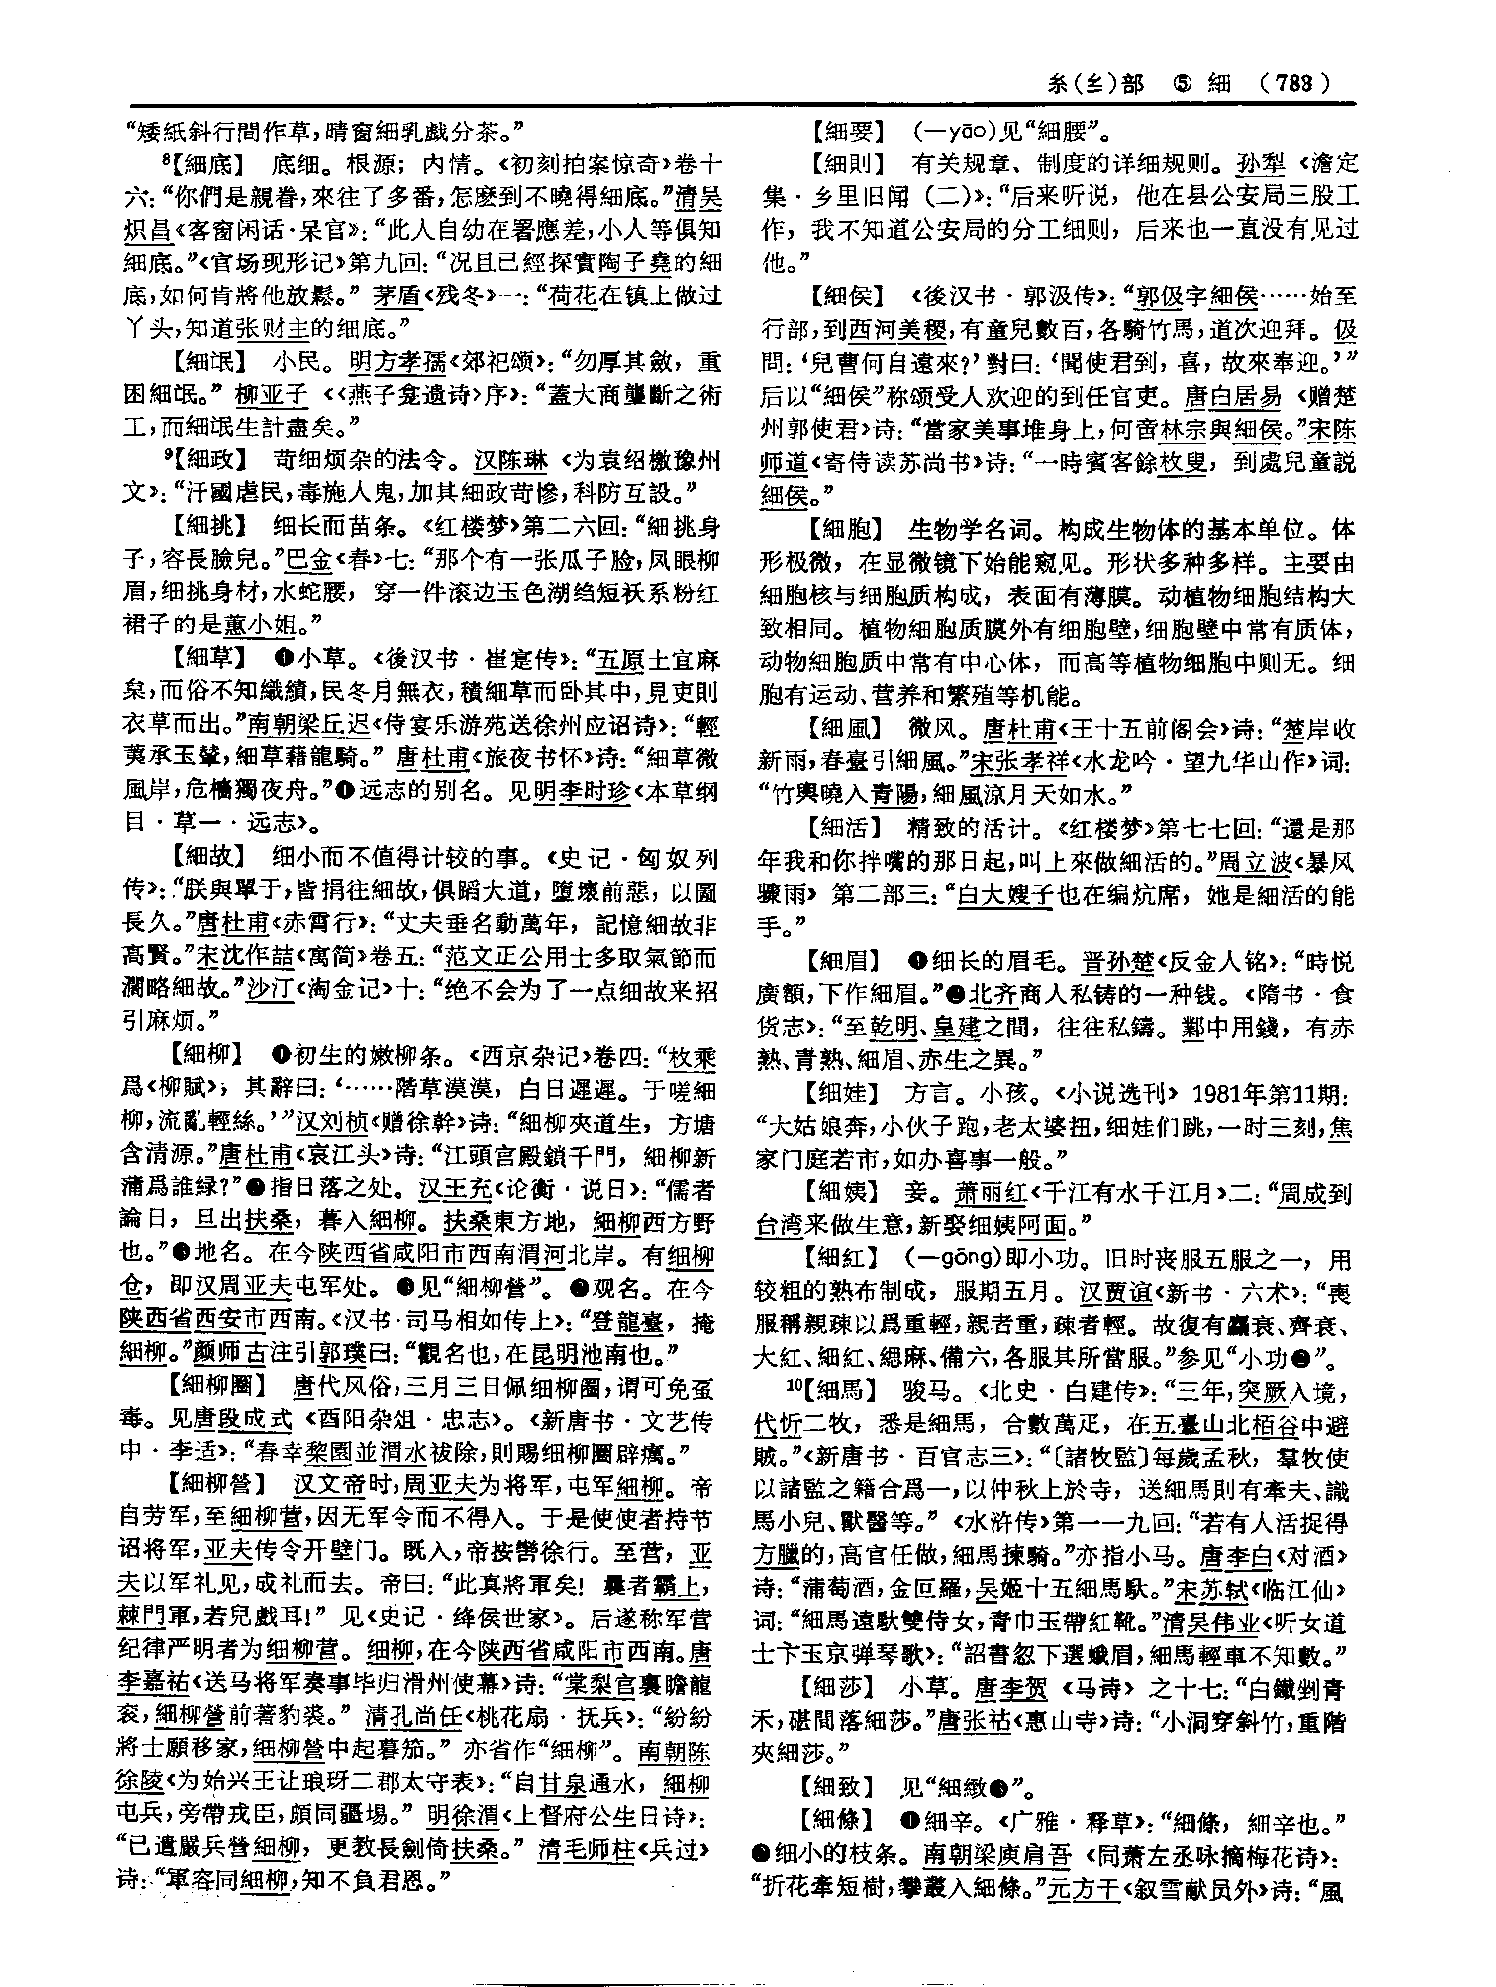 糸(纟)部　⑤　細　（783）
“矮紙斜行閒作草，晴窗細乳戲分茶。”
⁸【細底】　底细。根源；内情。《初刻拍案惊奇》卷十
六：“你們是親眷，來往了多番，怎麽到不曉得細底。”清吴
炽昌《客窗闲话·呆官》：“此人自幼在署應差，小人等俱知
細底。”《官场现形记》第九回：“况且已經探實陶子堯的細
底，如何肯將他放鬆。”茅盾《残冬》一：“荷花在镇上做过
丫头，知道张财主的细底。”
【細氓】　小民。明方孝孺《郊祀颂》：“勿厚其斂，重
困細氓。”柳亚子《〈燕子龛遗诗〉序》：“蓋大商壟斷之術
工，而細氓生計盡矣。”
⁹【細政】　苛细烦杂的法令。汉陈琳《为袁绍檄豫州
文》：“汙國虐民，毒施人鬼，加其細政苛慘，科防互設。”
【細挑】　细长而苗条。《红楼梦》第二六回：“細挑身
子，容長臉兒。”巴金《春》七：“那个有一张瓜子脸，凤眼柳
眉，细挑身材，水蛇腰，穿一件滚边玉色湖绉短袄系粉红
裙子的是蕙小姐。”
【細草】　❶小草。《後汉书·崔寔传》：“五原土宜麻
枲，而俗不知織績，民冬月無衣，積細草而卧其中，見吏則
衣草而出。”南朝梁丘迟《侍宴乐游苑送徐州应诏诗》：“輕
荑承玉輦，細草藉龍騎。”唐杜甫《旅夜书怀》诗：“細草微
風岸，危檣獨夜舟。”❷远志的别名。见明李时珍《本草纲
目·草一·远志》。
【細故】　细小而不值得计较的事。《史记·匈奴列
传》：“朕與單于，皆捐往細故，俱蹈大道，墮壞前惡，以圖
長久。”唐杜甫《赤霄行》：“丈夫垂名動萬年，記憶細故非
高賢。”宋沈作喆《寓简》卷五：“范文正公用士多取氣節而
濶略細故。”沙汀《淘金记》十：“绝不会为了一点细故来招
引麻烦。”
【細柳】　❶初生的嫩柳条。《西京杂记》卷四：“枚乘
爲《柳賦》，其辭曰：‘……階草漠漠，白日遲遲。于嗟細
柳，流亂輕絲。’”汉刘桢《赠徐幹》诗：“細柳夾道生，方塘
含清源。”唐杜甫《哀江头》诗：“江頭宫殿鎖千門，細柳新
蒲爲誰緑？”❷指日落之处。汉王充《论衡·说日》：“儒者
論日，旦出扶桑，暮入細柳。扶桑東方地，細柳西方野
也。”❸地名。在今陕西省咸阳市西南渭河北岸。有细柳
仓，即汉周亚夫屯军处。❹见“細柳營”。❺观名。在今
陕西省西安市西南。《汉书·司马相如传上》：“登龍臺，掩
細柳。”颜师古注引郭璞曰：“觀名也，在昆明池南也。”
【細柳圈】　唐代风俗，三月三日佩细柳圈，谓可免虿
毒。见唐段成式《酉阳杂俎·忠志》。《新唐书·文艺传
中·李适》：“春幸棃園並渭水祓除，則賜细柳圈辟癘。”
【細柳營】　汉文帝时，周亚夫为将军，屯军细柳。帝
自劳军，至细柳营，因无军令而不得入。于是使使者持节
诏将军，亚夫传令开壁门。既入，帝按辔徐行。至营，亚
夫以军礼见，成礼而去。帝曰：“此真將軍矣！曩者霸上，
棘門軍，若兒戲耳！”见《史记·绛侯世家》。后遂称军营
纪律严明者为细柳营。细柳，在今陕西省咸阳市西南。唐
李嘉祐《送马将军奏事毕归滑州使幕》诗：“棠梨宫裏瞻龍
衮，細柳營前著豹裘。”清孔尚任《桃花扇·抚兵》：“紛紛
將士願移家，细柳營中起暮笳。”亦省作“細柳”。南朝陈
徐陵《为始兴王让琅玡二郡太守表》：“自甘泉通水，細柳
屯兵，旁帶戎臣，頗同疆埸。”明徐渭《上督府公生日诗》：
“已遣嚴兵營細柳，更教長劍倚扶桑。”清毛师柱《兵过》
诗：“軍容同細柳，知不負君恩。”
【細要】　（—yāo）见“細腰”。
【細則】　有关规章、制度的详细规则。孙犁《澹定
集·乡里旧闻（二）》：“后来听说，他在县公安局三股工
作，我不知道公安局的分工细则，后来也一直没有见过
他。”
【細侯】　《後汉书·郭汲传》：“郭伋字細侯……始至
行部，到西河美稷，有童兒數百，各騎竹馬，道次迎拜。伋
問：‘兒曹何自遠來？’對曰：‘聞使君到，喜，故來奉迎。’”
后以“細侯”称颂受人欢迎的到任官吏。唐白居易《赠楚
州郭使君》诗：“當家美事堆身上，何啻林宗與細侯。”宋陈
师道《寄侍读苏尚书》诗：“一時賓客餘枚叟，到處兒童説
細侯。”
【細胞】　生物学名词。构成生物体的基本单位。体
形极微，在显微镜下始能窥见。形状多种多样。主要由
細胞核与细胞质构成，表面有薄膜。动植物细胞结构大
致相同。植物细胞质膜外有细胞壁，细胞壁中常有质体，
动物細胞质中常有中心体，而高等植物细胞中则无。细
胞有运动、营养和繁殖等机能。
【細風】　微风。唐杜甫《王十五前阁会》诗：“楚岸收
新雨，春臺引細風。”宋张孝祥《水龙吟·望九华山作》词：
“竹輿曉入青陽，細風涼月天如水。”
【細活】　精致的活计。《红楼梦》第七七回：“還是那
年我和你拌嘴的那日起，叫上來做細活的。”周立波《暴风
骤雨》第二部三：“白大嫂子也在编炕席，她是細活的能
手。”
【細眉】　❶细长的眉毛。晋孙楚《反金人铭》：“時悦
廣額，下作細眉。”❷北齐商人私铸的一种钱。《隋书·食
货志》：“至乾明、皇建之間，往往私鑄。鄴中用錢，有赤
熟、青熟、細眉、赤生之異。”
【细娃】　方言。小孩。《小说选刊》1981年第11期：
“大姑娘奔，小伙子跑，老太婆扭，细娃们跳，一时三刻，焦
家门庭若市，如办喜事一般。”
【細姨】　妾。萧丽红《千江有水千江月》二：“周成到
台湾来做生意，新娶细姨阿面。”
【細紅】　（—gōng）即小功。旧时丧服五服之一，用
较粗的熟布制成，服期五月。汉贾谊《新书·六术》：“喪
服稱親疎以爲重輕，親者重，疎者輕。故復有麤衰、齊衰、
大紅、細紅、緦麻、備六，各服其所當服。”参见“小功❷”。
¹⁰【細馬】　骏马。《北史·白建传》：“三年，突厥入境，
代忻二牧，悉是細馬，合數萬疋，在五臺山北栢谷中避
賊。”《新唐书·百官志三》：“〔諸牧監〕每歲孟秋，羣牧使
以諸監之籍合爲一，以仲秋上於寺，送細馬則有牽夫、識
馬小兒、獸醫等。”《水浒传》第一一九回：“若有人活捉得
方臘的，高官任做，細馬揀騎。”亦指小马。唐李白《对酒》
诗：“蒲萄酒，金叵羅，吴姬十五細馬馱。”宋苏轼《临江仙》
词：“細馬遠馱雙侍女，青巾玉帶紅靴。”清吴伟业《听女道
士卞玉京弹琴歌》：“詔書忽下選蛾眉，細馬輕車不知數。”
【細莎】　小草。唐李贺《马诗》之十七：“白鐵剉青
禾，碪間落細莎。”唐张祜《惠山寺》诗：“小洞穿斜竹，重階
夾細莎。”
【細致】　见“細緻❸”。
【細條】　❶细辛。《广雅·释草》：“細條，細辛也。”
❷细小的枝条。南朝梁庾肩吾《同萧左丞咏摘梅花诗》：
“折花牽短樹，攀叢入細條。”元方干《叙雪献员外》诗：“風